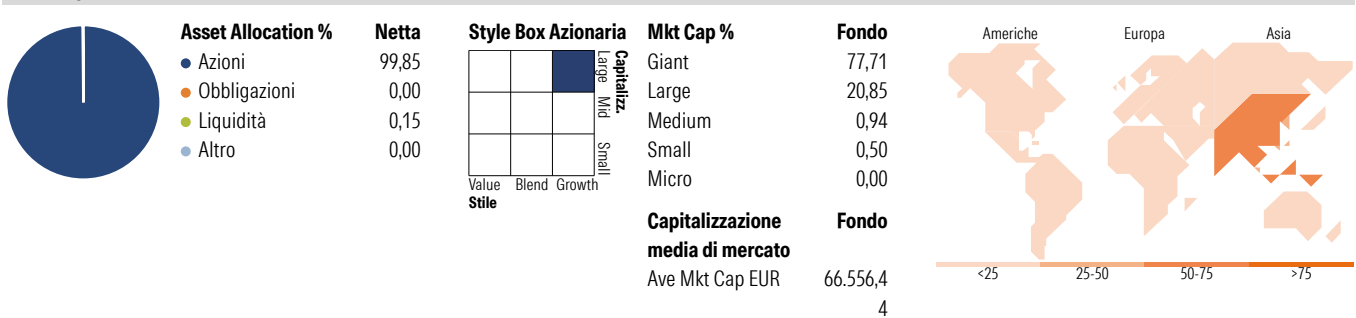 Asset Allocation % Netta
Azioni 99,85
Obbligazioni 0,00
Liquidità 0,15
Altro 0,00
Style Box Azionaria
Capitalizz.
Large Mid Small
Value Blend Growth
Stile
Mkt Cap % Fondo
Giant 77,71
Large 20,85
Medium 0,94
Small 0,50
Micro 0,00
Capitalizzazione Fondo
media di mercato
Ave Mkt Cap EUR 66.556,4
4
Americhe Europa Asia
<25 25-50 50-75 >75